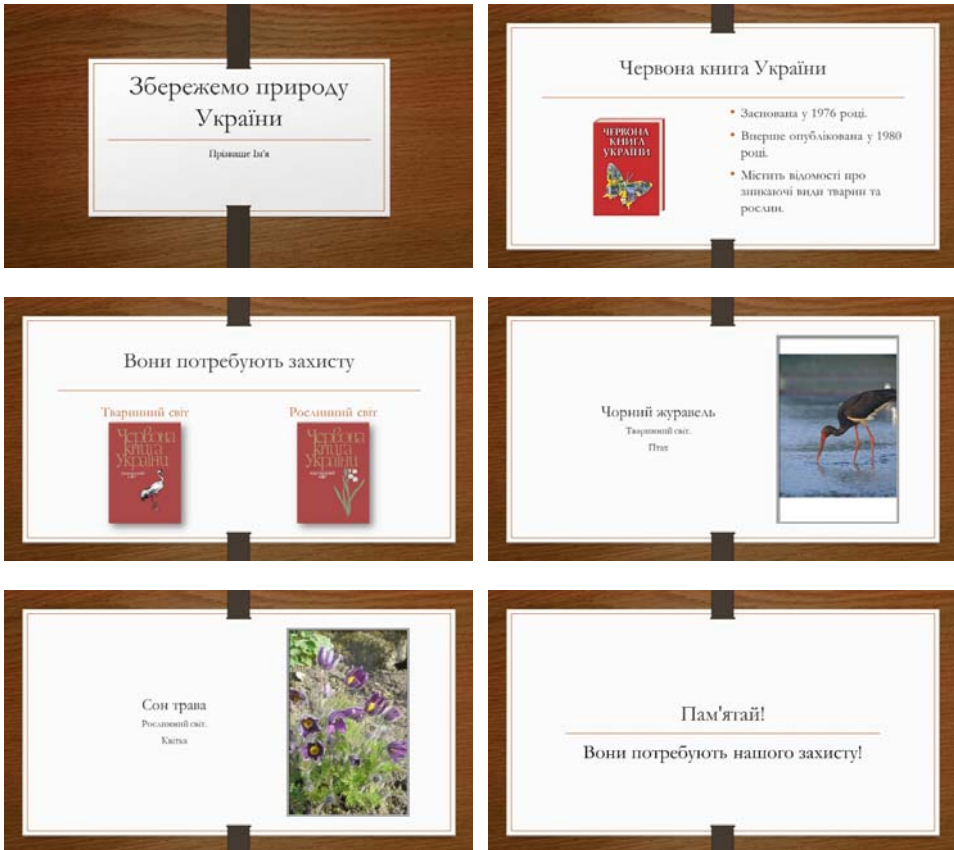 Збережемо природу
України
Прізвище Ім'я
Червона книга України
ЧЕРВОНА
КНИГА
УКРАЇНИ
• Заснована у 1976 році.
• Вперше опублікована у 1980
році.
• Містить відомості про
зникаючі види тварин та
рослин.
Вони потребують захисту
Тваринний світ
Рослинний світ
Червона
книга
України
Червона
книга
України
Чорний журавель
Тваринний світ.
Птах
Сон трава
Рослинний світ.
Квітка
Пам'ятай!
Вони потребують нашого захисту!